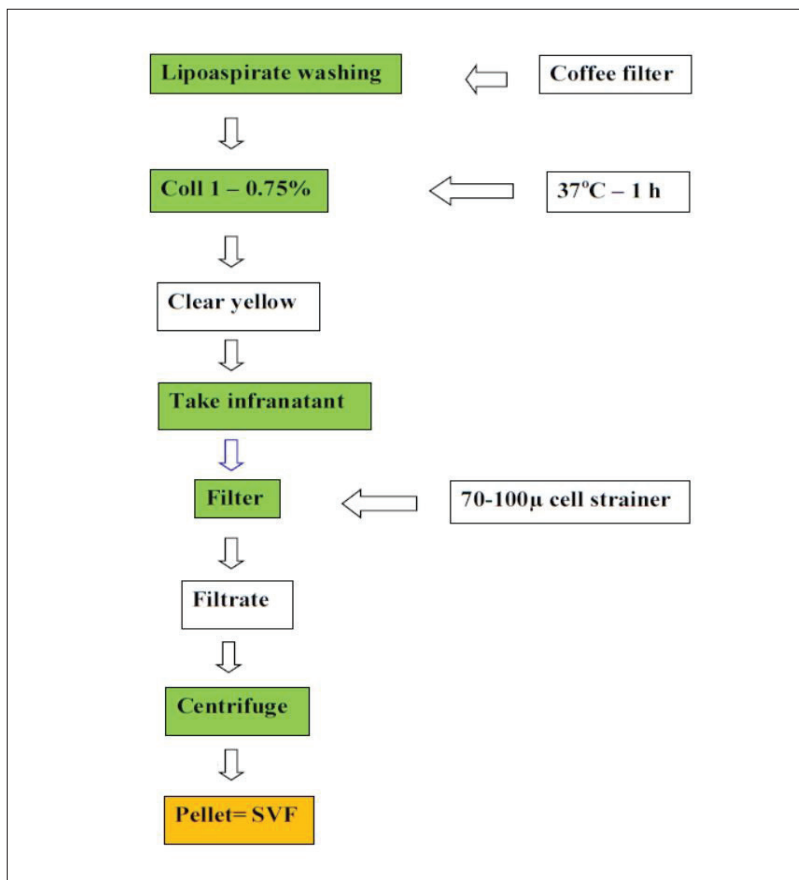 Lipoaspirate washing
Coffee filter
Coll 1 – 0.75%
37°C – 1 h
Clear yellow
Take infranatant
Filter
70-100µ cell strainer
Filtrate
Centrifuge
Pellet= SVF